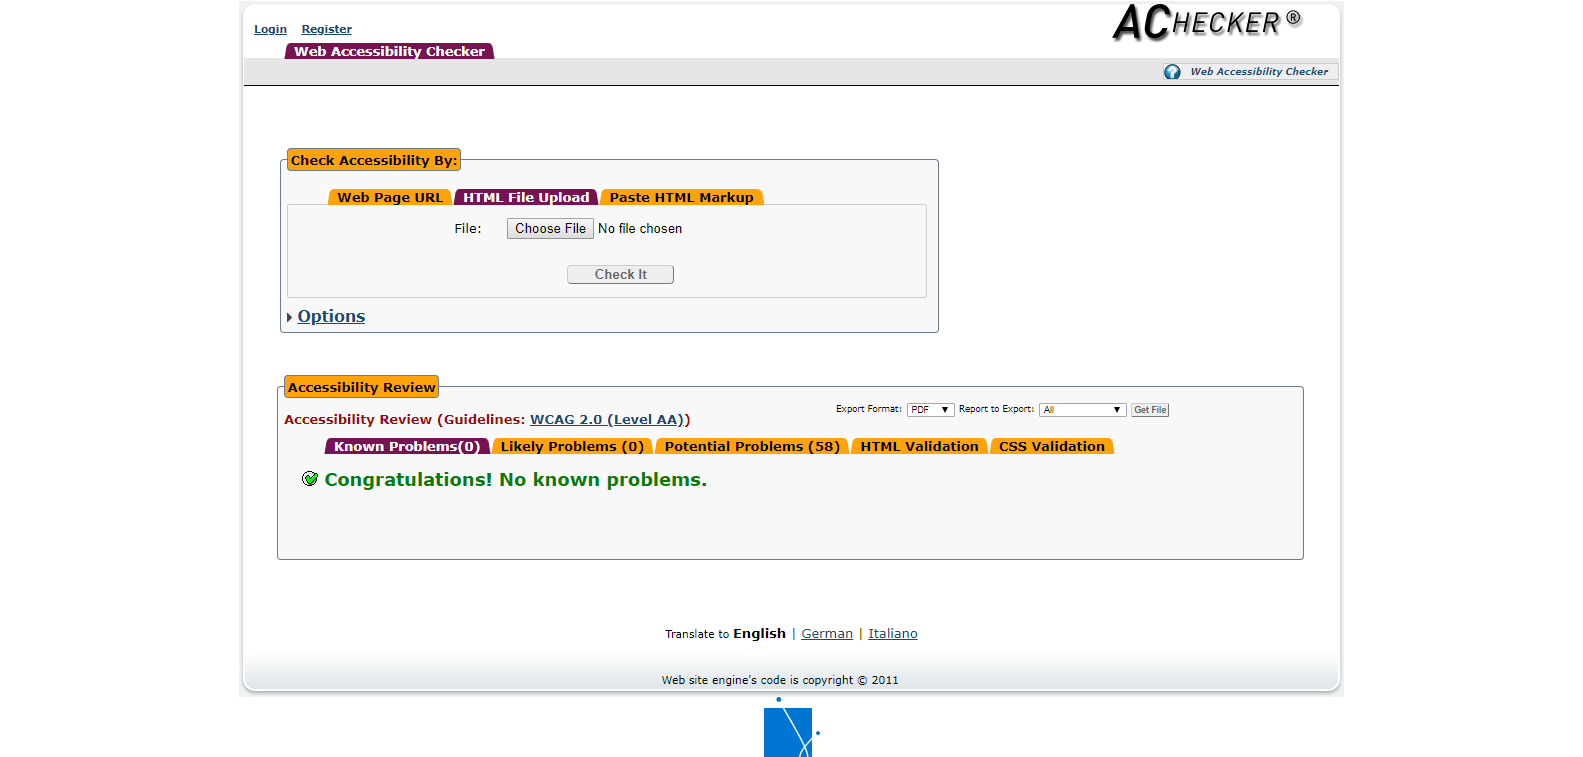 Login Register
ACHECKER ®
Web Accessibility Checker
Web Accessibility Checker
Check Accessibility By:
Web Page URL HTML File Upload Paste HTML Markup
File: Choose File No file chosen
Check It
Options
Accessibility Review
Export Format: PDF Report to Export: All Get File
Accessibility Review (Guidelines: WCAG 2.0 (Level AA))
Known Problems(0) Likely Problems (0) Potential Problems (58) HTML Validation CSS Validation
Congratulations! No known problems.
Translate to English | German | Italiano
Web site engine's code is copyright © 2011